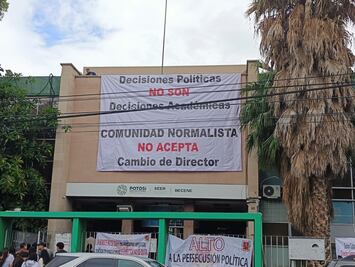 Decisiones Políticas
NO SON
Decisiones Académicas
COMUNIDAD NORMALISTA
NO ACEPTA
Cambio de Director
POTOSÍ
SEER
BECENE
ALTO
A LA PERSECUSIÓN POLÍTICA